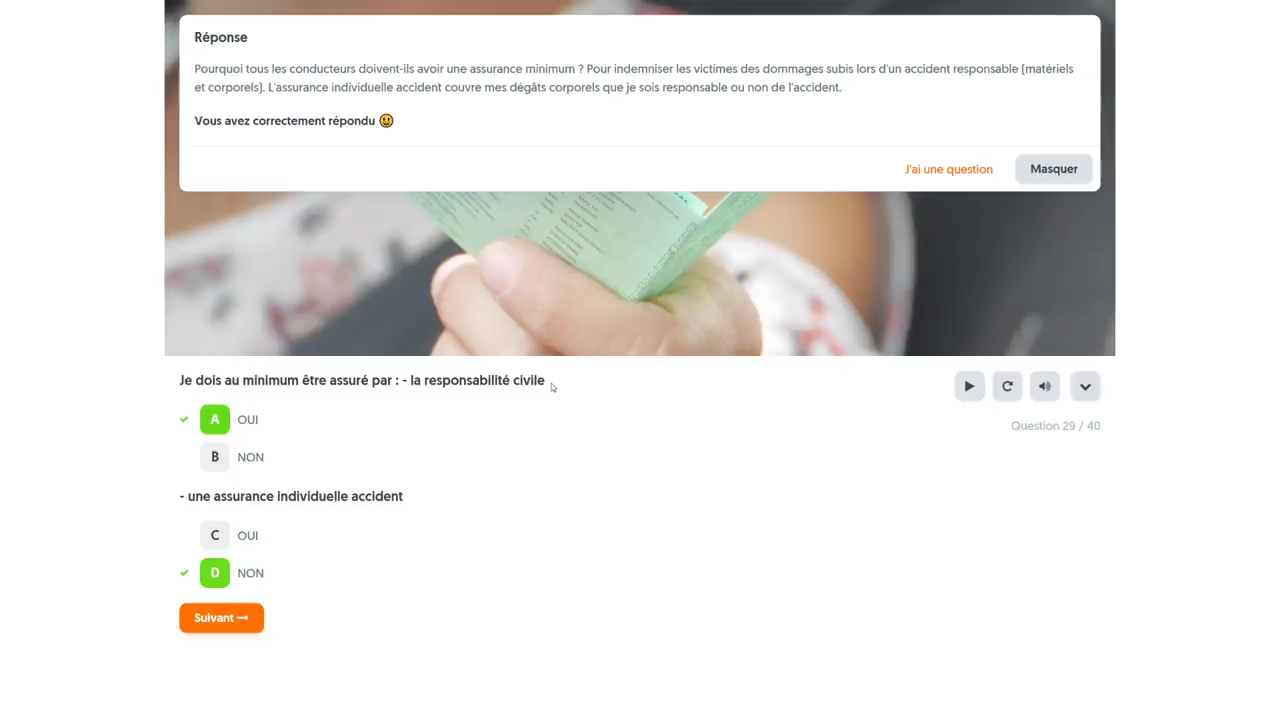 Réponse
Pourquoi tous les conducteurs doivent-ils avoir une assurance minimum ? Pour indemniser les victimes des dommages subis lors d'un accident responsable (matériels
et corporels). L'assurance individuelle accident couvre mes dégâts corporels que je sois responsable ou non de l'accident.
Vous avez correctement répondu 😃
J'ai une question
Masquer
Je dois au minimum être assuré par : - la responsabilité civile
A OUI
B NON
Question 29 / 40
- une assurance individuelle accident
C OUI
D NON
Suivant →